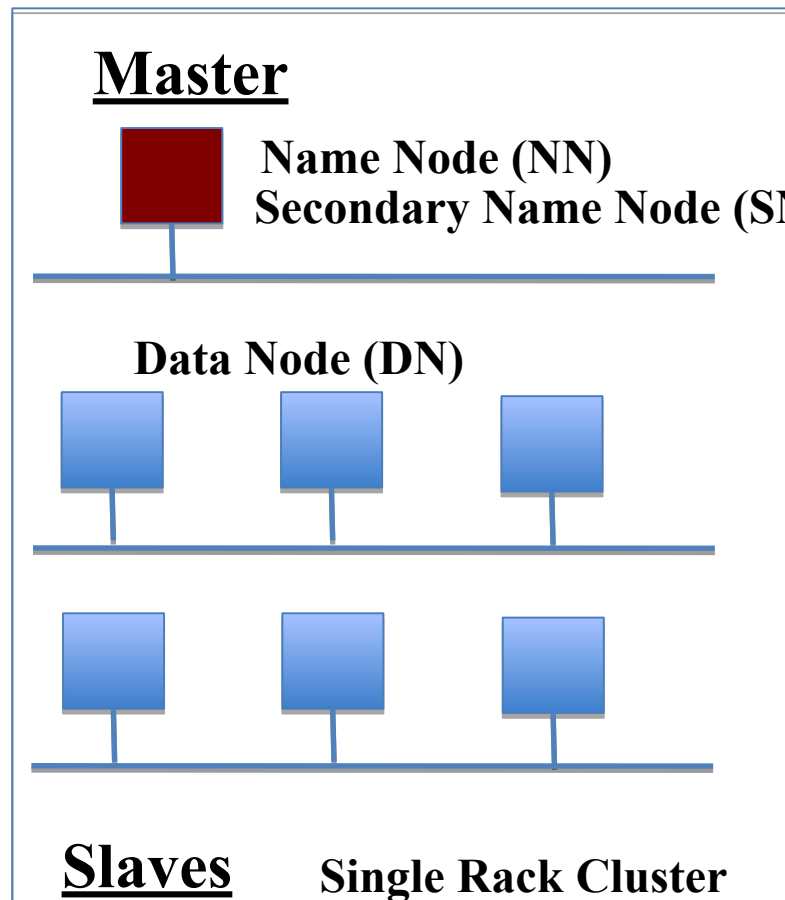 Master
Name Node (NN)
Secondary Name Node
Data Node (DN)
Slaves
Single Rack Cluster